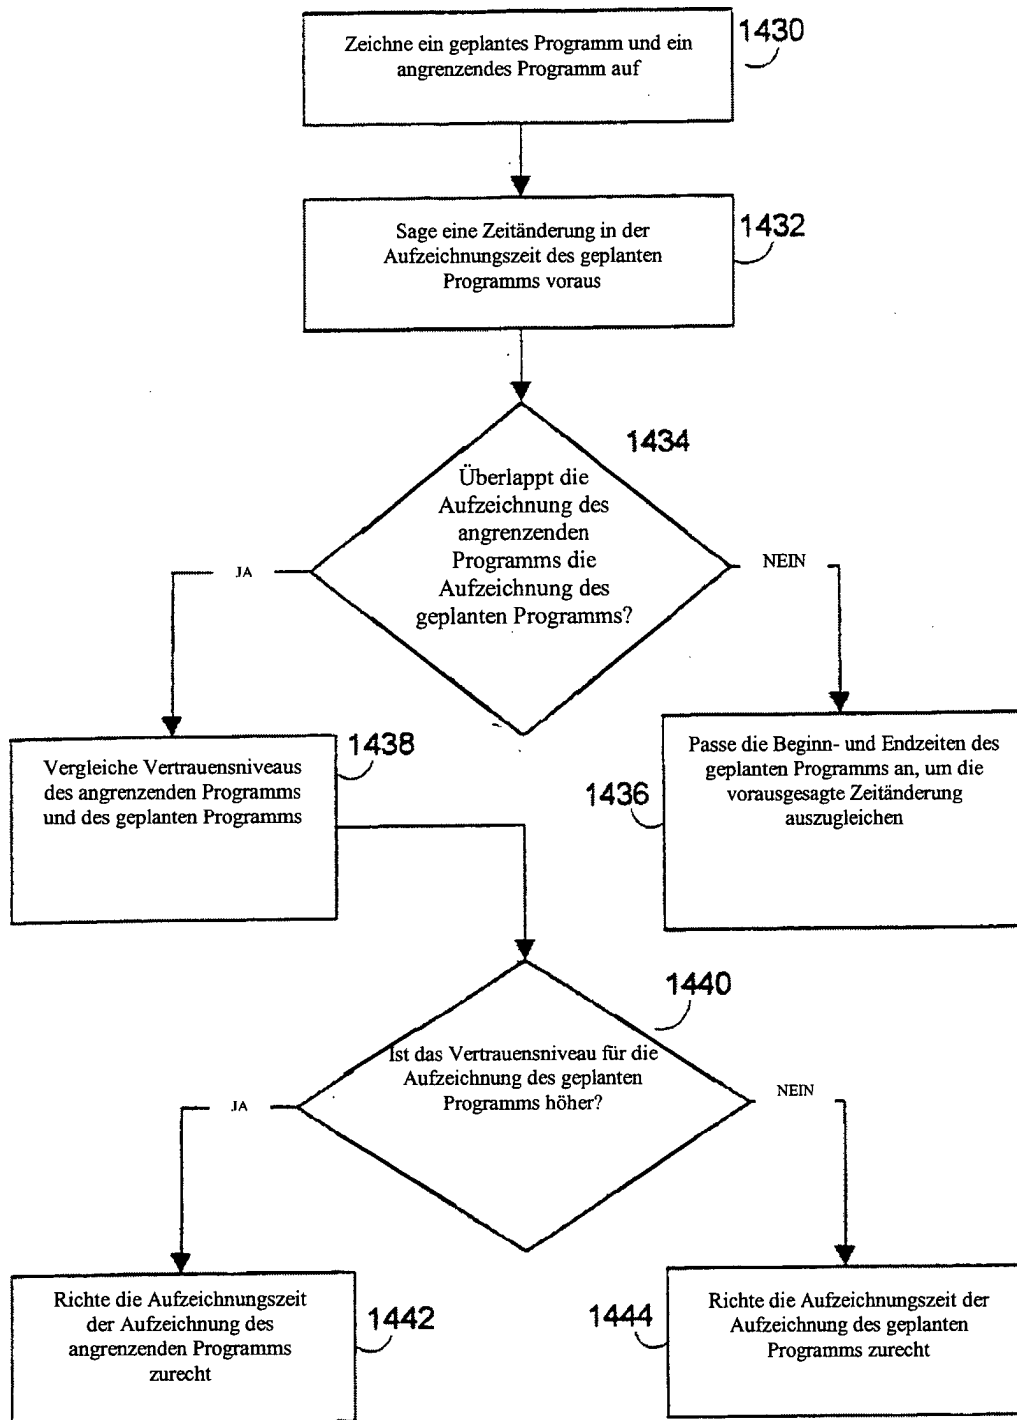 Zeichne ein geplantes Programm und ein
angrenzendes Programm auf
1430
Sage eine Zeitänderung in der
Aufzeichnungszeit des geplanten
Programms voraus
1432
1434
Überlappt die
Aufzeichnung des
angrenzenden
Programms die
Aufzeichnung des
geplanten Programms?
JA
NEIN
1438
Vergleiche Vertrauensniveaus
des angrenzenden Programms
und des geplanten Programms
1436
Passe die Beginn- und Endzeiten des
geplanten Programms an, um die
vorausgesagte Zeitänderung
auszugleichen
1440
Ist das Vertrauensniveau für die
Aufzeichnung des geplanten
Programms höher?
JA
NEIN
Richte die Aufzeichnungszeit
der Aufzeichnung des
angrenzenden Programms
zurecht
1442
1444
Richte die Aufzeichnungszeit der
Aufzeichnung des geplanten
Programms zurecht